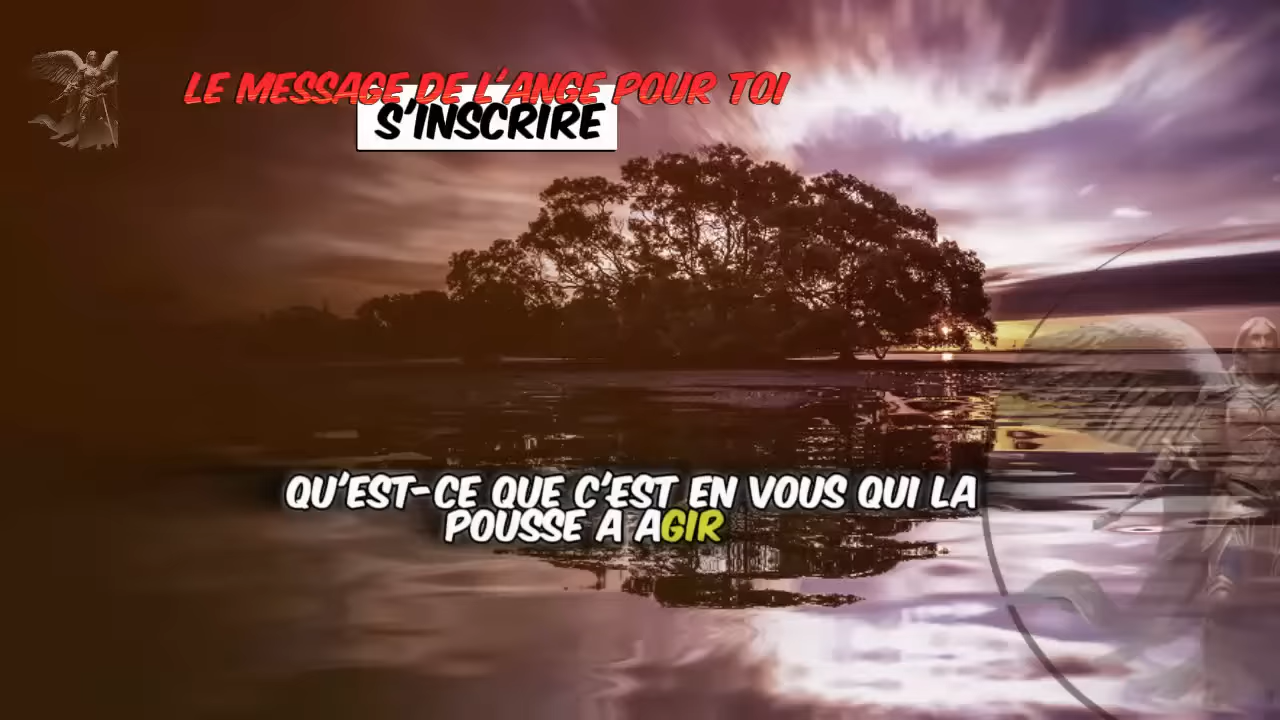 LE MESSAGE DE L'ANGE POUR TOI
S'INSCRIRE
QU'EST-CE QUE C'EST EN VOUS QUI LA
POUSSE À AGIR